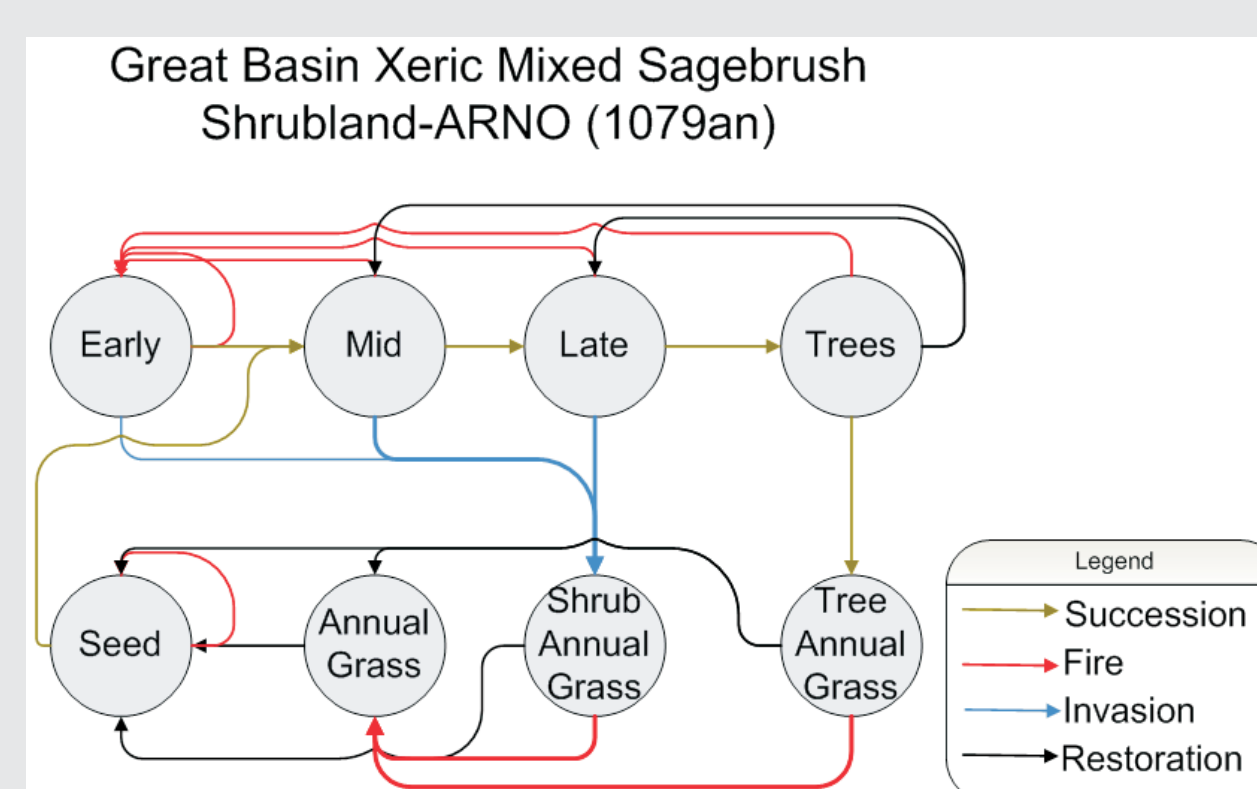 Great Basin Xeric Mixed Sagebrush
Shrubland-ARNO (1079an)
Early
Mid
Late
Trees
Seed
Annual
Grass
Shrub
Annual
Grass
Tree
Annual
Grass
Legend
Succession
Fire
Invasion
Restoration